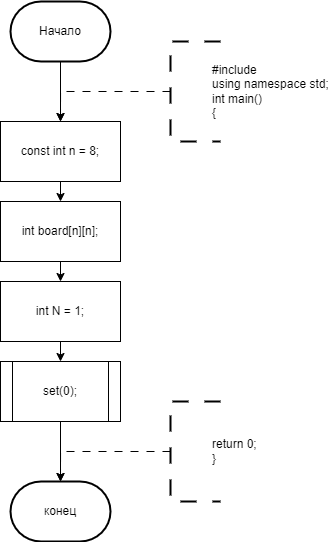 Начало
#include
using namespace std;
int main()
{
const int n = 8;
int board[n][n];
int N = 1;
set(0);
return 0;
}
конец